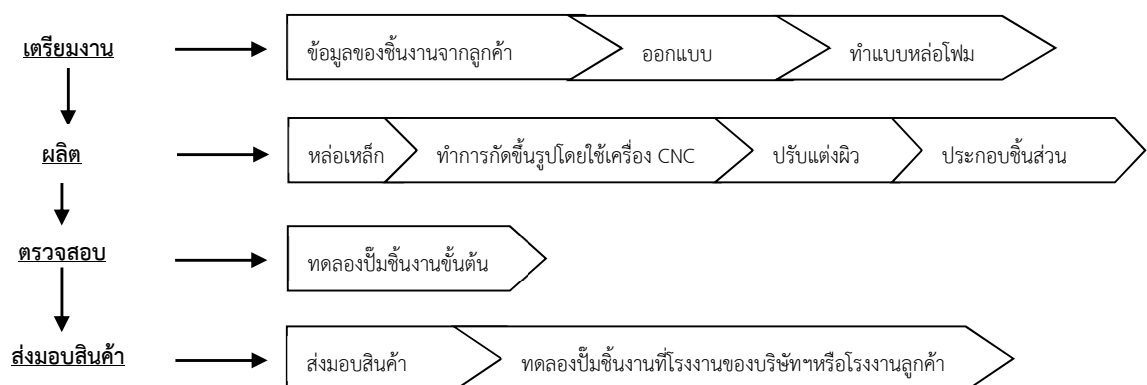 เตรียมงาน
ข้อมูลของชิ้นงานจากลูกค้า
ออกแบบ
ทำแบบหล่อโฟม
ผลิต
หล่อเหล็ก
ทำการกัดขึ้นรูปโดยใช้เครื่อง CNC
ปรับแต่งผิว
ประกอบชิ้นส่วน
ตรวจสอบ
ทดลองปั๊มชิ้นงานขั้นต้น
ส่งมอบสินค้า
ส่งมอบสินค้า
ทดลองปั๊มชิ้นงานที่โรงงานของบริษัทฯหรือโรงงานลูกค้า